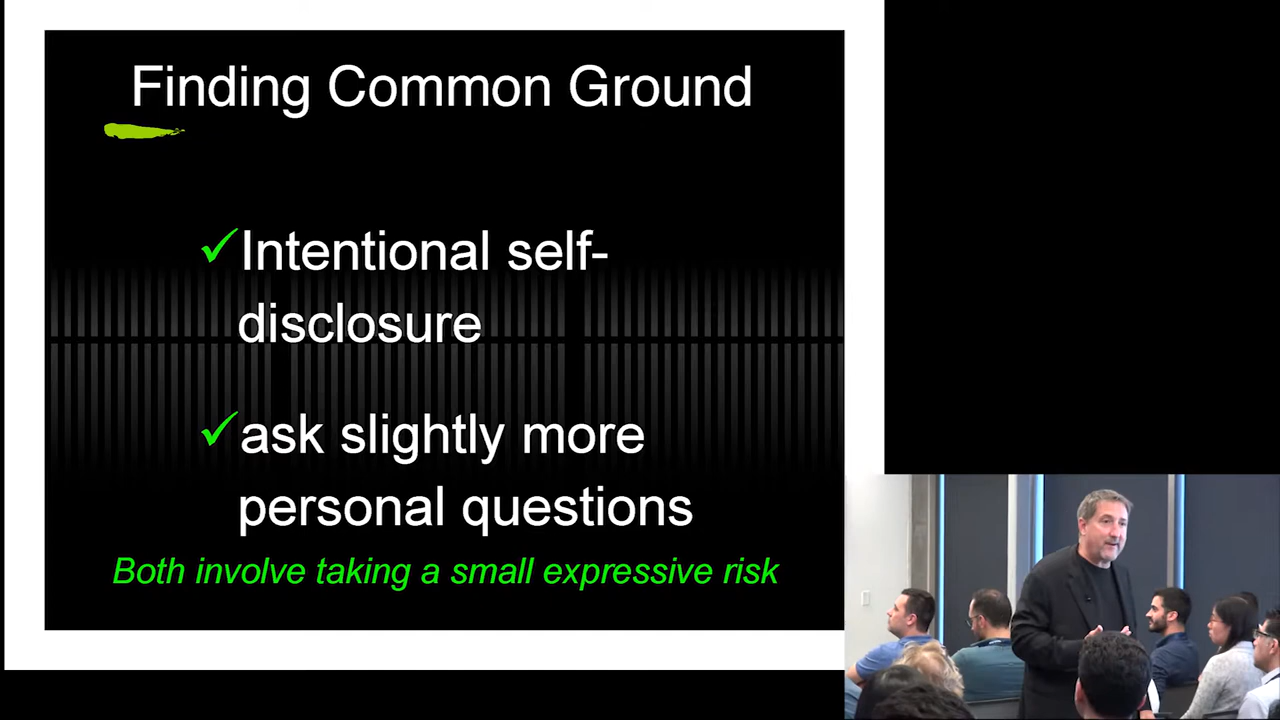 Finding Common Ground
✓Intentional self-
disclosure
✓ask slightly more
personal questions
Both involve taking a small expressive risk